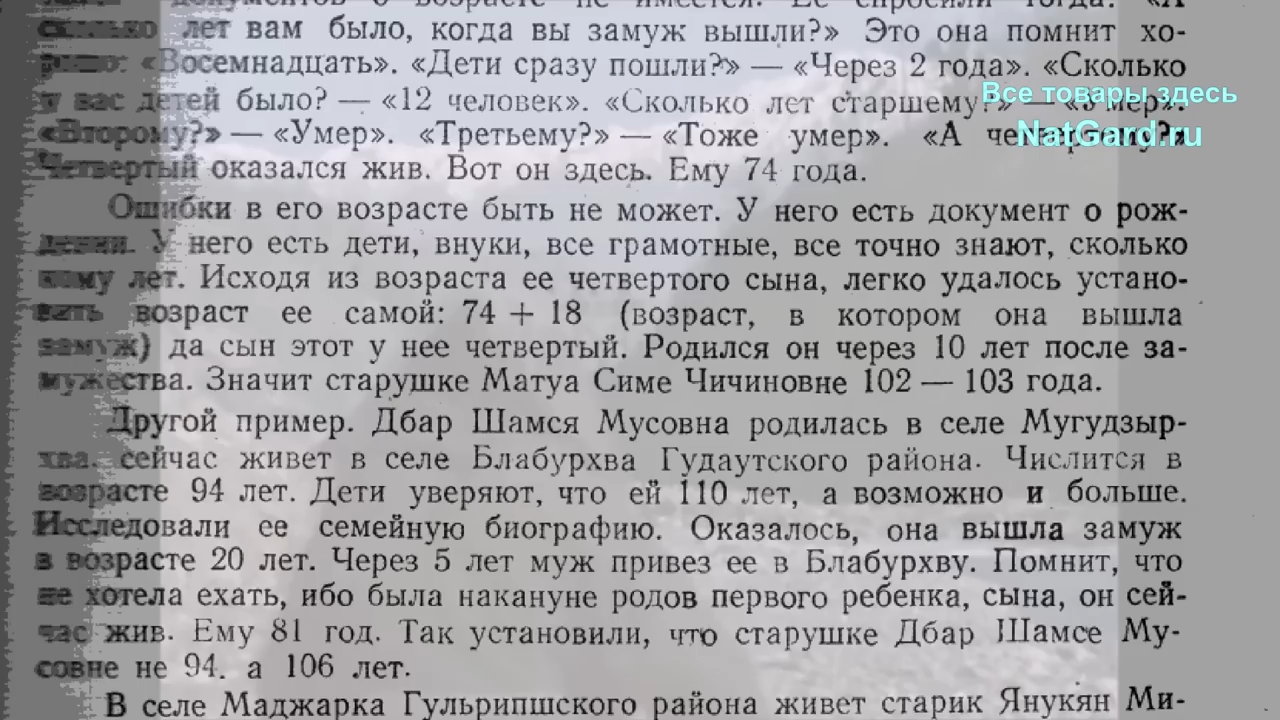 документов о возрасте не имеется. Ее спросили тогда: «А
сколько лет вам было, когда вы замуж вышли?» Это она помнит хо-
рошо: «Восемнадцать». «Дети сразу пошли?» — «Через 2 года». «Сколько
у вас детей было? — «12 человек». «Сколько лет старшему?» — «Умер».
Все товары здесь
«Второму?» — «Умер». «Третьему?» — «Тоже умер». «А четвертому?»
NatGard.ru
Четвертый оказался жив. Вот он здесь. Ему 74 года.
Ошибки в его возрасте быть не может. У него есть документ о рож-
дении. У него есть дети, внуки, все грамотные, все точно знают, сколько
кому лет. Исходя из возраста ее четвертого сына, легко удалось устано-
вить возраст ее самой: 74 + 18 (возраст, в котором она вышла
замуж) да сын этот у нее четвертый. Родился он через 10 лет после за-
мужества. Значит старушке Матуа Симе Чичиновне 102 — 103 года.
Другой пример. Дбар Шамся Мусовна родилась в селе Мугудзыр-
хва. сейчас живет в селе Блабурхва Гудаутского района. Числится в
возрасте 94 лет. Дети уверяют, что ей 110 лет, а возможно и больше.
Исследовали ее семейную биографию. Оказалось, она вышла замуж
в возрасте 20 лет. Через 5 лет муж привез ее в Блабурхву. Помнит, что
не хотела ехать, ибо была накануне родов первого ребенка, сына, он сей-
час жив. Ему 81 год. Так установили, что старушке Дбар Шамсе Му-
совне не 94. а 106 лет.
В селе Маджарка Гульрипшского района живет старик Янукян Ми-